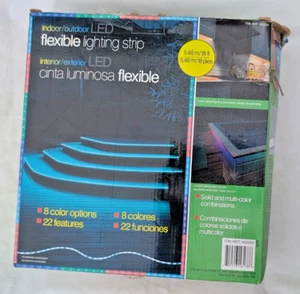 indoor/outdoor LED
flexible lighting strip
interior/exterior LED
cinta luminosa flexible
5,48 m/18 ft
5,48 m/18 pies
8 color options
22 features
8 colores
22 funciones
Solid and multi-color
combinations
Combinaciones de
colores sólidos o
multicolor